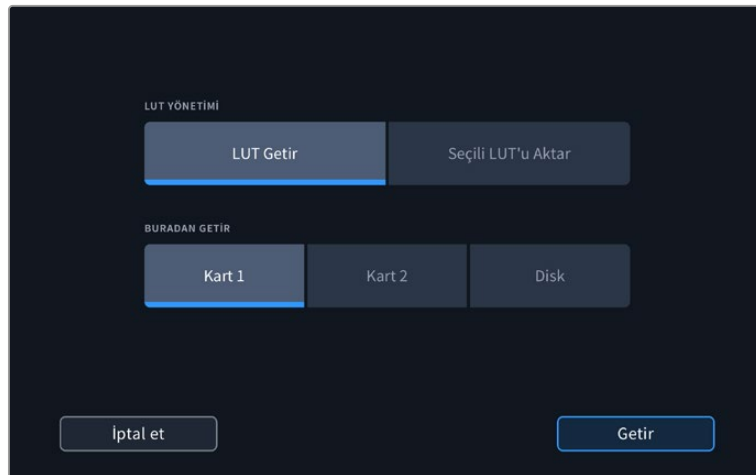 LUT YÖNETİMİ
LUT Getir
Seçili LUT'u Aktar
BURADAN GETİR
Kart 1
Kart 2
Disk
İptal et
Getir